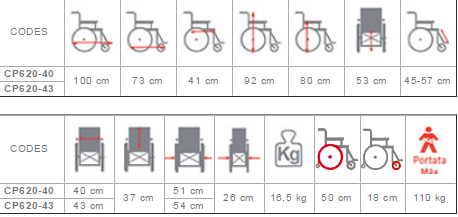 CODES
CP620-40
CP620-43
100 cm 73 cm 41 cm 92 cm 80 cm 53 cm 45-57 cm
CODES
Kg
Portata
Max
CP620-40 40 cm 51 cm
37 cm 26 cm 16,5 kg 50 cm 18 cm 110 kg
CP620-43 43 cm 54 cm